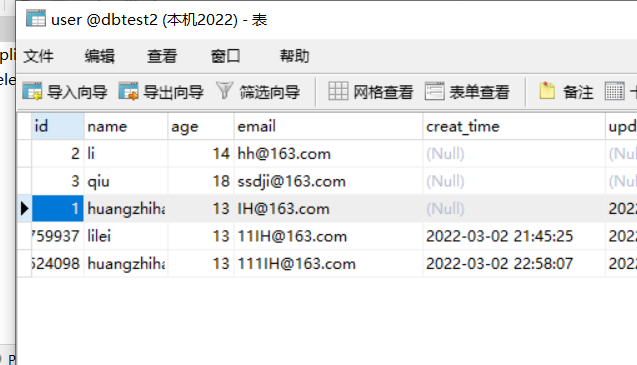 user @dbtest2 (本机2022) - 表
文件 编辑 查看 窗口 帮助
导入向导 导出向导 筛选向导 网格查看 表单查看 备注
id name age email creat_time upd
2 li 14 hh@163.com (Null)
3 qiu 18 ssdji@163.com (Null)
1 huangzhiha 13 IH@163.com (Null) 2022
759937 lilei 13 11IH@163.com 2022-03-02 21:45:25 2022
524098 huangzhiha 13 111IH@163.com 2022-03-02 22:58:07 2022